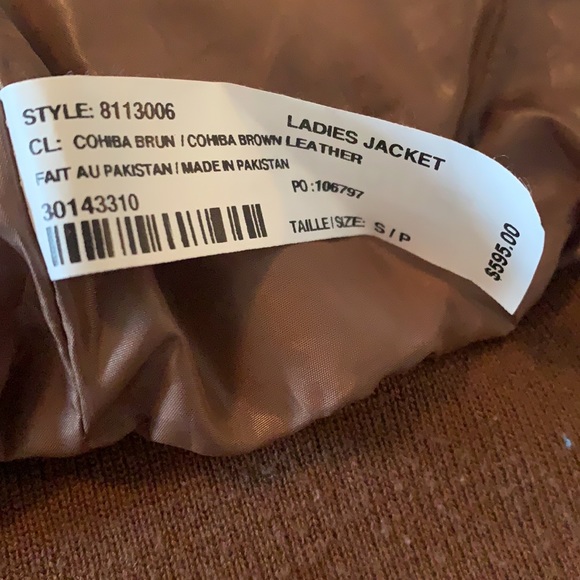 STYLE: 8113006
LADIES JACKET
CL: COHIBA BRUN / COHIBA BROWN LEATHER
FAIT AU PAKISTAN / MADE IN PAKISTAN
PO :106797
30143310
TAILLE/SIZE: S / P
$595.00